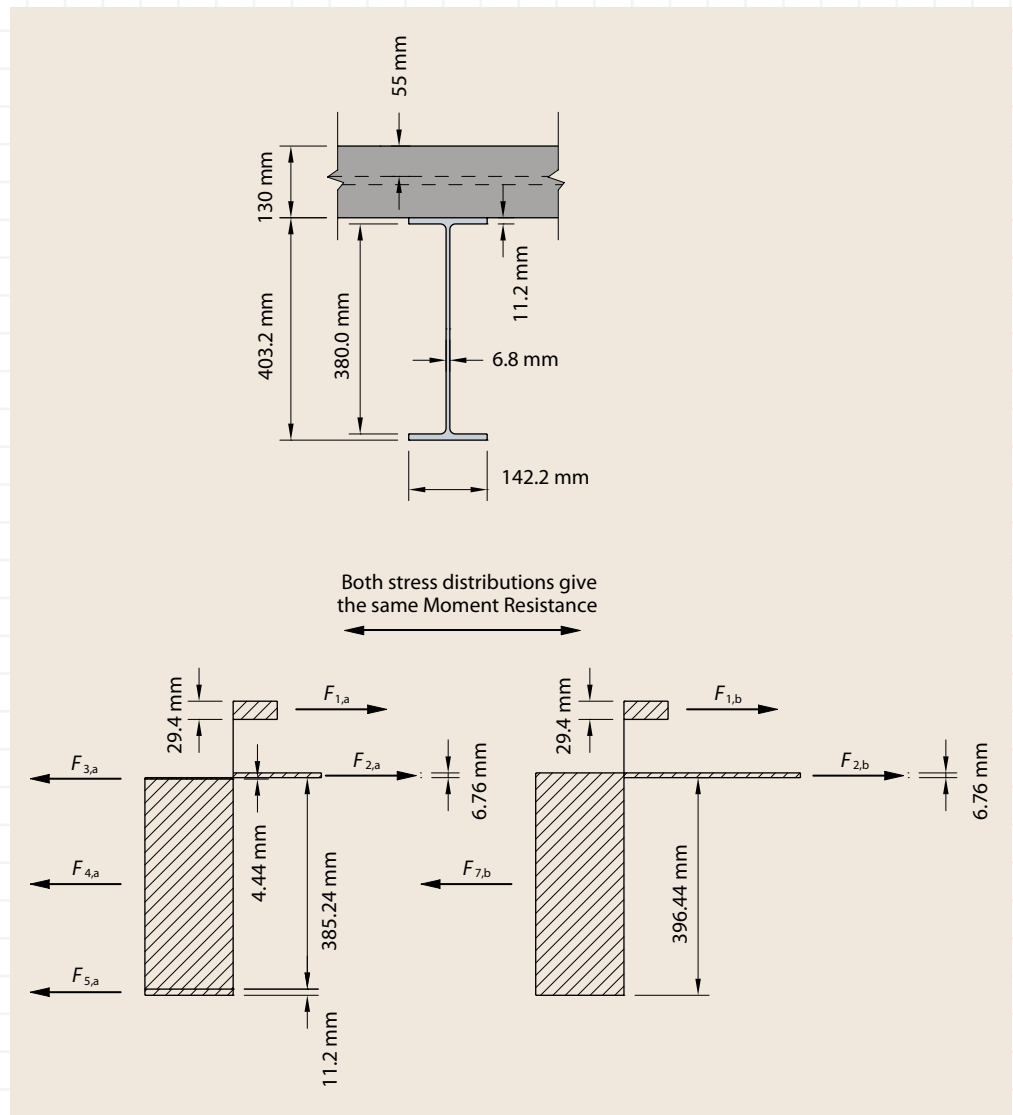 55 mm
130 mm
11.2 mm
403.2 mm
380.0 mm
6.8 mm
142.2 mm
Both stress distributions give
the same Moment Resistance
29.4 mm
F1,a
F3,a
F2,a
6.76 mm
4.44 mm
F4,a
385.24 mm
F5,a
11.2 mm
29.4 mm
F1,b
F2,b
6.76 mm
F7,b
396.44 mm